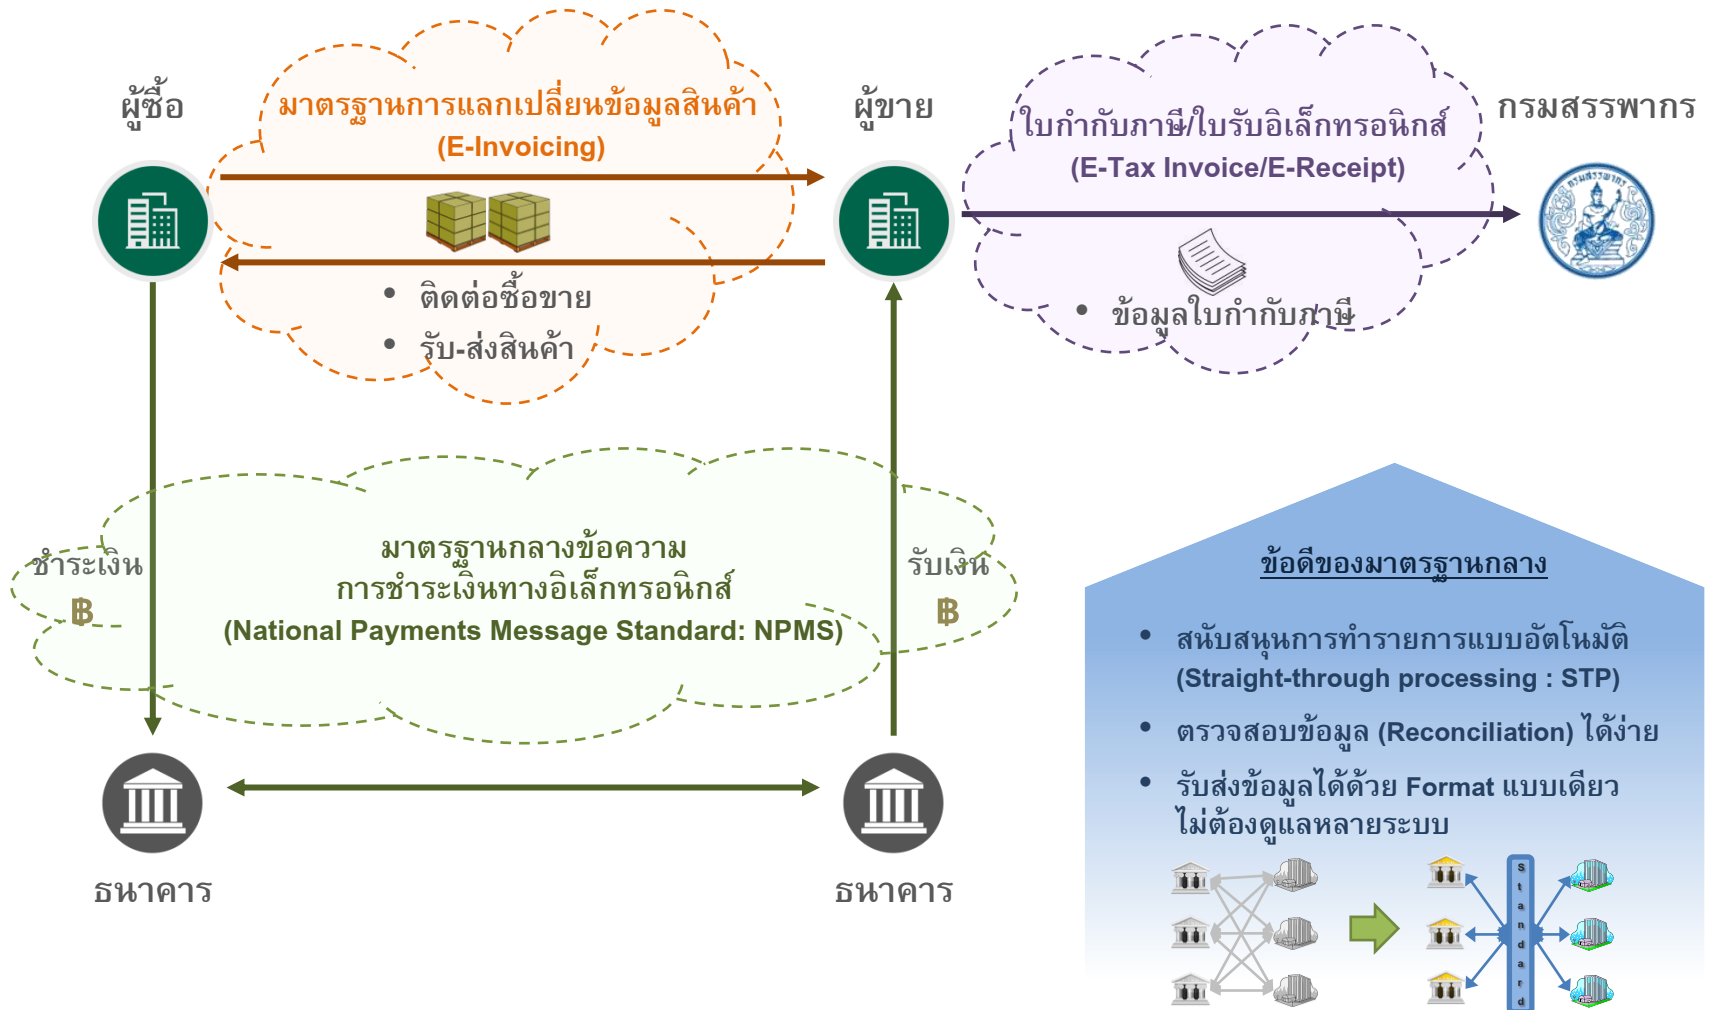 ผู้ซื้อ
มาตรฐานการแลกเปลี่ยนข้อมูลสินค้า
(E-Invoicing)
ผู้ขาย
ใบกำกับภาษี/ใบรับอิเล็กทรอนิกส์
(E-Tax Invoice/E-Receipt)
กรมสรรพากร
กรมสรรพากร
• ติดต่อซื้อขาย
• รับ-ส่งสินค้า
• ข้อมูลใบกำกับภาษี
ชำระเงิน
฿
มาตรฐานกลางข้อความ
การชำระเงินทางอิเล็กทรอนิกส์
(National Payments Message Standard: NPMS)
รับเงิน
฿
ธนาคาร
ธนาคาร
ข้อดีของมาตรฐานกลาง
• สนับสนุนการทำรายการแบบอัตโนมัติ
(Straight-through processing : STP)
• ตรวจสอบข้อมูล (Reconciliation) ได้ง่าย
• รับส่งข้อมูลได้ด้วย Format แบบเดียว
ไม่ต้องดูแลหลายระบบ
Standard